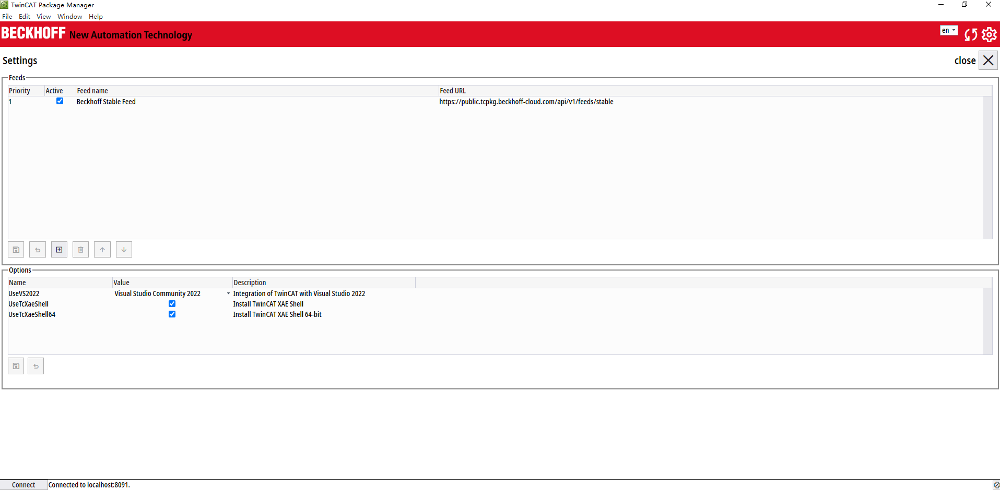 TwinCAT Package Manager
File Edit View Window Help
BECKHOFF New Automation Technology
en
Settings
close
Feeds
Priority Active Feed name Feed URL
1 Beckhoff Stable Feed https://public.tcpkg.beckhoff-cloud.com/api/v1/feeds/stable
Options
Name Value Description
UseVS2022 Visual Studio Community 2022 Integration of TwinCAT with Visual Studio 2022
UseTcXaeShell Install TwinCAT XAE Shell
UseTcXaeShell64 Install TwinCAT XAE Shell 64-bit
Connect Connected to localhost:8091.